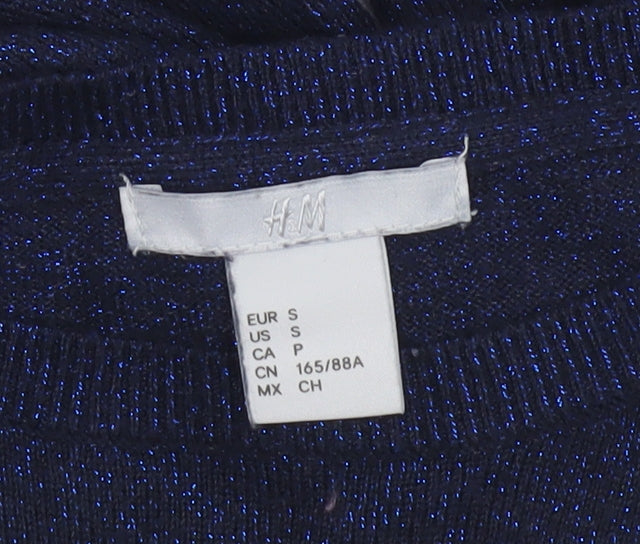 H&M
EUR S
US S
CA P
CN 165/88A
MX CH